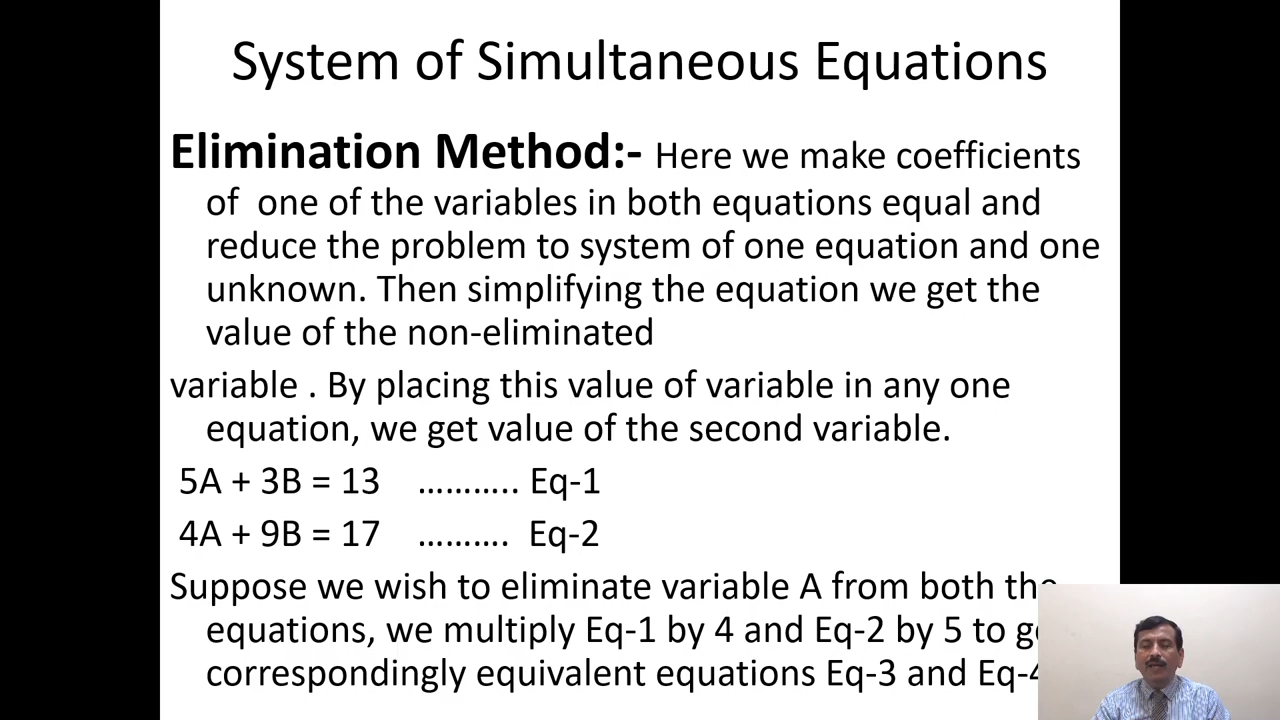 System of Simultaneous Equations
Elimination Method:- Here we make coefficients
of one of the variables in both equations equal and
reduce the problem to system of one equation and one
unknown. Then simplifying the equation we get the
value of the non-eliminated
variable . By placing this value of variable in any one
equation, we get value of the second variable.
5A + 3B = 13 ……….. Eq-1
4A + 9B = 17 ………. Eq-2
Suppose we wish to eliminate variable A from both the
equations, we multiply Eq-1 by 4 and Eq-2 by 5 to
correspondingly equivalent equations Eq-3 and Eq-4